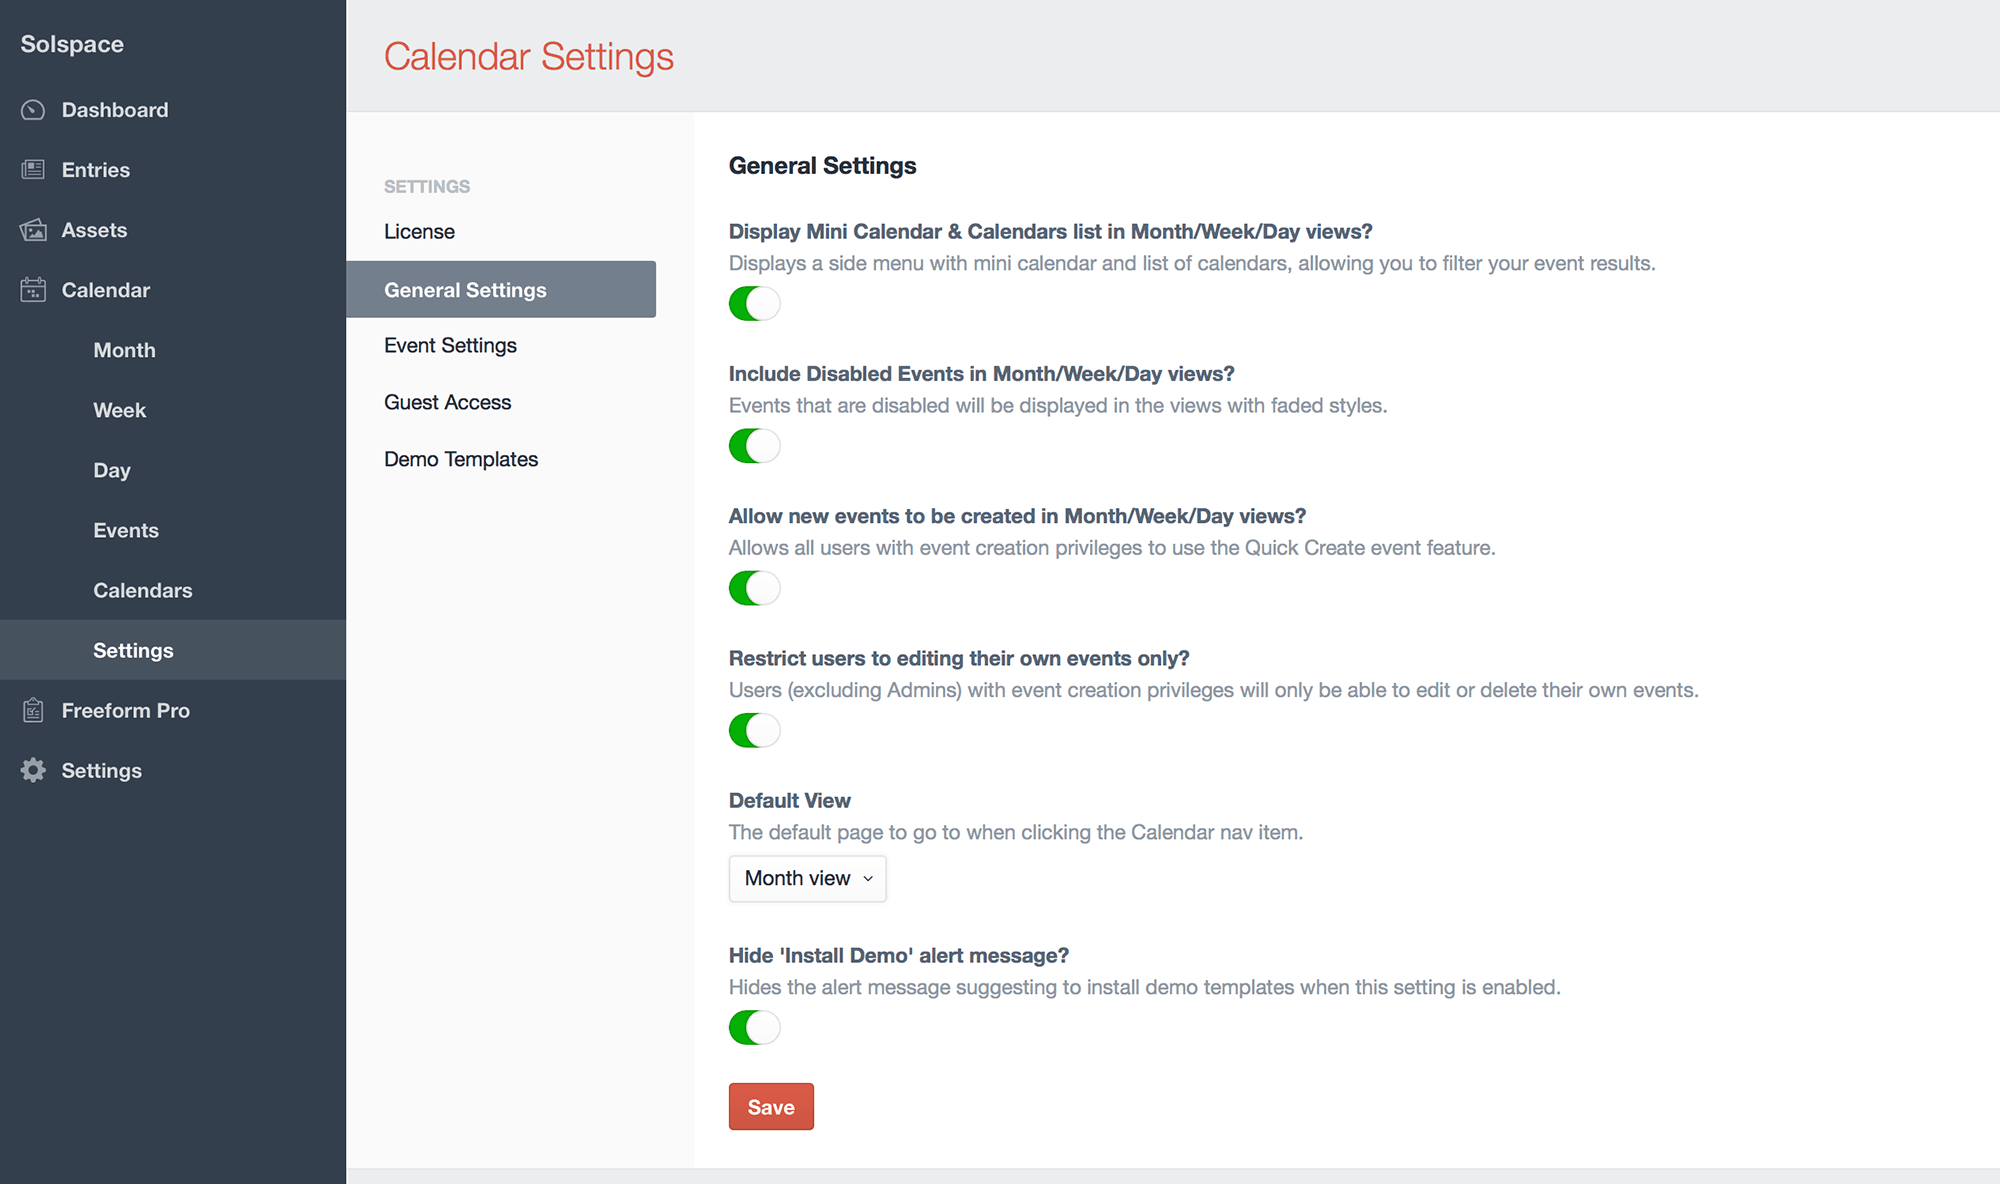 Solspace
Dashboard
Entries
Assets
Calendar
Month
Week
Day
Events
Calendars
Settings
Freeform Pro
Settings
Calendar Settings
SETTINGS
License
General Settings
Event Settings
Guest Access
Demo Templates
General Settings
Display Mini Calendar & Calendars list in Month/Week/Day views?
Displays a side menu with mini calendar and list of calendars, allowing you to filter your event results.
Include Disabled Events in Month/Week/Day views?
Events that are disabled will be displayed in the views with faded styles.
Allow new events to be created in Month/Week/Day views?
Allows all users with event creation privileges to use the Quick Create event feature.
Restrict users to editing their own events only?
Users (excluding Admins) with event creation privileges will only be able to edit or delete their own events.
Default View
The default page to go to when clicking the Calendar nav item.
Month view
Hide 'Install Demo' alert message?
Hides the alert message suggesting to install demo templates when this setting is enabled.
Save